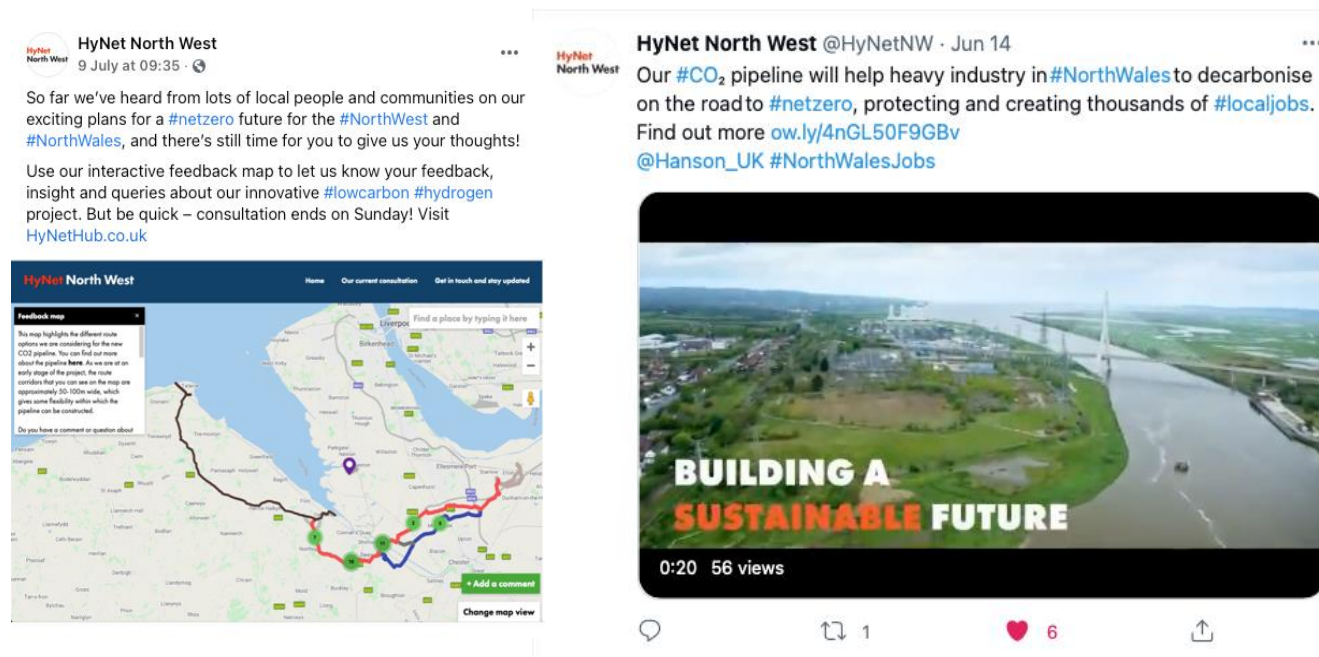 HyNet
North West
HyNet North West
9 July at 09:35 ·
So far we've heard from lots of local people and communities on our
exciting plans for a #netzero future for the #NorthWest and
#NorthWales, and there's still time for you to give us your thoughts!
Use our interactive feedback map to let us know your feedback,
insight and queries about our innovative #lowcarbon #hydrogen
project. But be quick – consultation ends on Sunday! Visit
HyNetHub.co.uk
HyNet North West
Home Our current consultation Get in touch and stay updated
Feedback map
This map highlights the different route
options we are considering for the new
CO2 pipeline. You can find out more
about the pipeline here. As we are at an
early stage of the project, the route
corridors that you can see on the map are
approximately 50-100m wide, which
gives some flexibility within which the
pipeline can be constructed.
Do you have a comment or question about
Find a place by typing it here
Liverpool
Birkenhead
Ellesmere Port
Chester
Buckley
Broughton
+ Add a comment
Change map view
HyNet
North West
HyNet North West @HyNetNW · Jun 14
Our #CO₂ pipeline will help heavy industry in #NorthWales to decarbonise
on the road to #netzero, protecting and creating thousands of #localjobs.
Find out more ow.ly/4nGL50F9GBv
@Hanson_UK #NorthWalesJobs
BUILDING A
SUSTAINABLE FUTURE
0:20 56 views
1
6